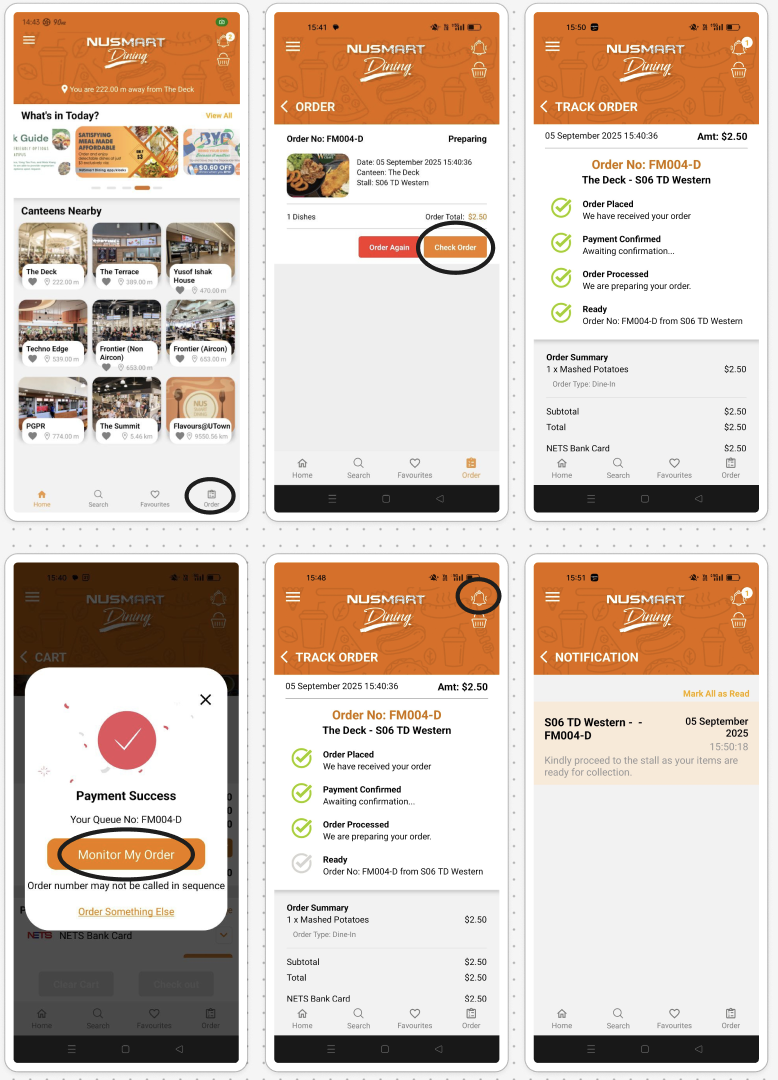 14:43
NUSMART
Dining
2
You are 222.00 m away from The Deck
What's in Today?
View All
k Guide
SATISFYING
MEAL MADE
AFFORDABLE
BYO
$0.60 OFF
Canteens Nearby
The Deck
222.00 m
The Terrace
389.00 m
Yusof Ishak
House
470.00 m
Techno Edge
539.00 m
Frontier (Non
Aircon)
653.00 m
Frontier (Aircon)
653.00 m
PGPR
774.00 m
The Summit
5.46 km
NUS
Flavours@UTown
9550.56 km
Home
Search
Favourites
Order
15:41
NUSMART
Dining
ORDER
Order No: FM004-D
Preparing
Date: 05 September 2025 15:40:36
Canteen: The Deck
Stall: S06 TD Western
1 Dishes
Order Total: $2.50
Order Again
Check Order
Home
Search
Favourites
Order
15:50
NUSMART
Dining
1
TRACK ORDER
05 September 2025 15:40:36
Amt: $2.50
Order No: FM004-D
The Deck - S06 TD Western
Order Placed
We have received your order
Payment Confirmed
Awaiting confirmation...
Order Processed
We are preparing your order.
Ready
Order No: FM004-D from S06 TD Western
Order Summary
1 x Mashed Potatoes
$2.50
Order Type: Dine-In
Subtotal
$2.50
Total
$2.50
NETS Bank Card
$2.50
Home
Search
Favourites
Order
15:40
NUSMART
Dining
CART
Payment Success
Your Queue No: FM004-D
Monitor My Order
Order number may not be called in sequence
Order Something Else
NETS NETS Bank Card
Clear Cart
Check out
Home
Search
Favourites
Order
15:48
NUSMART
Dining
TRACK ORDER
05 September 2025 15:40:36
Amt: $2.50
Order No: FM004-D
The Deck - S06 TD Western
Order Placed
We have received your order
Payment Confirmed
Awaiting confirmation...
Order Processed
We are preparing your order.
Ready
Order No: FM004-D from S06 TD Western
Order Summary
1 x Mashed Potatoes
$2.50
Order Type: Dine-In
Subtotal
$2.50
Total
$2.50
NETS Bank Card
$2.50
Home
Search
Favourites
Order
15:51
NUSMART
Dining
1
NOTIFICATION
Mark All as Read
S06 TD Western - -
FM004-D
05 September
2025
15:50:18
Kindly proceed to the stall as your items are
ready for collection.
Home
Search
Favourites
Order